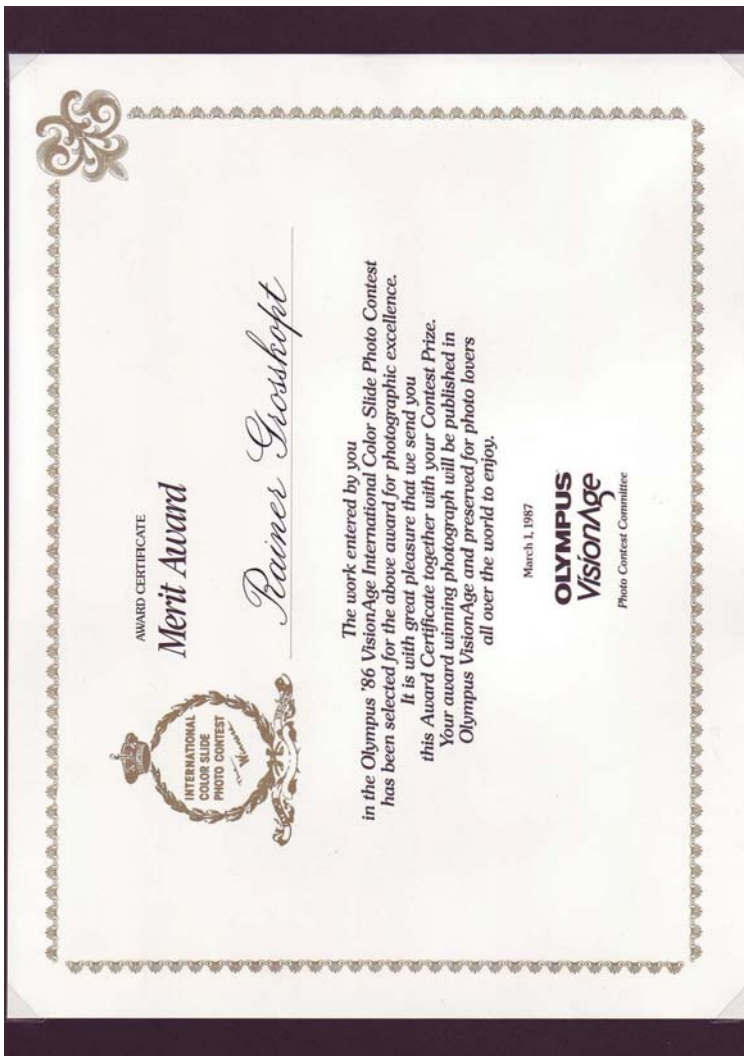 AWARD CERTIFICATE
Merit Award
INTERNATIONAL
COLOR SLIDE
PHOTO CONTEST
The Winner
Rainer Grosskopt
The work entered by you
in the Olympus '86 VisionAge International Color Slide Photo Contest
has been selected for the above award for photographic excellence.
It is with great pleasure that we send you
this Award Certificate together with your Contest Prize.
Your award winning photograph will be published in
Olympus VisionAge and preserved for photo lovers
all over the world to enjoy.
March 1, 1987
OLYMPUS
VisionAge
Photo Contest Committee